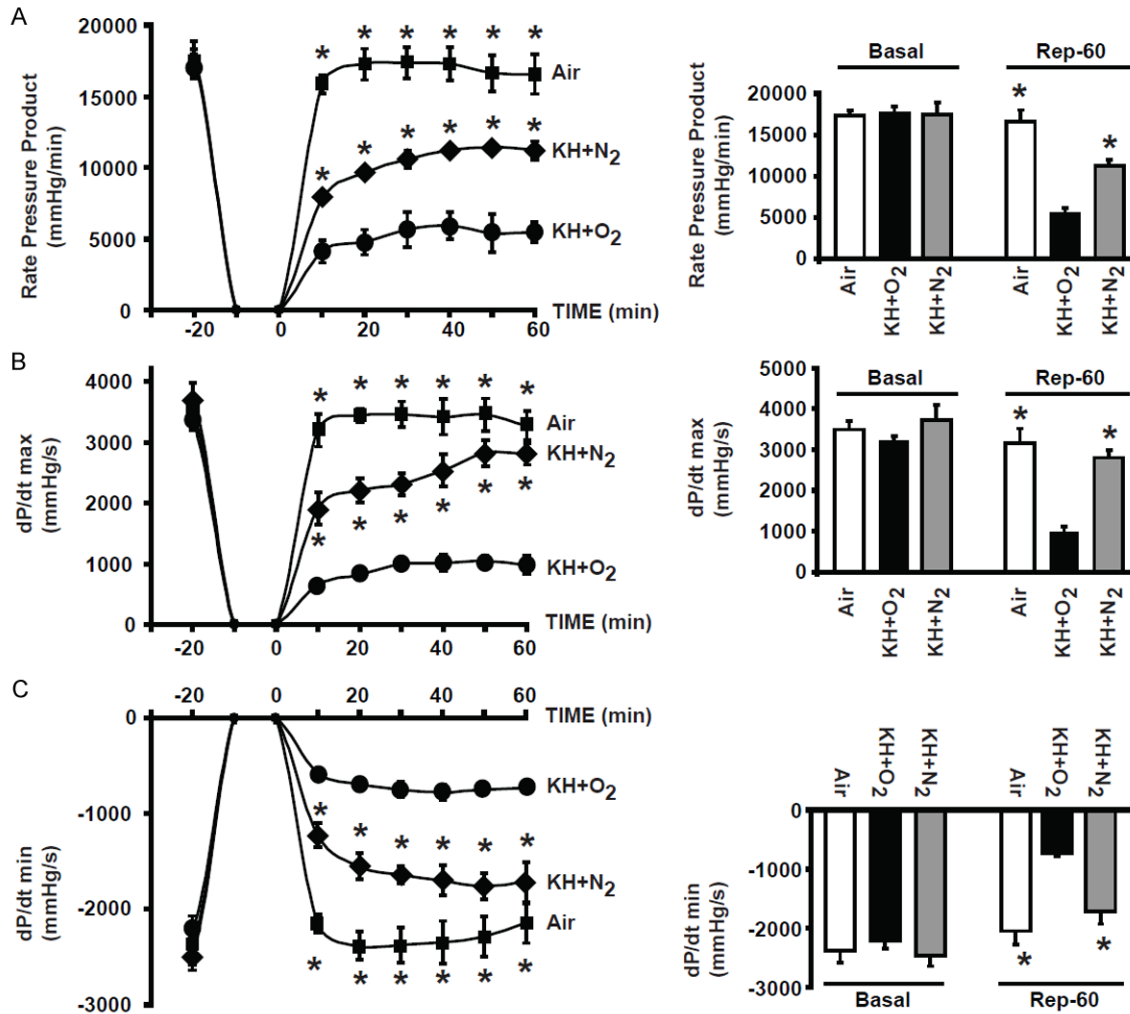 A
20000
15000
10000
5000
0
Rate Pressure Product
(mmHg/min)
* * * * * *
Air
* * * * * *
KH+N2
KH+O2
-20 0 20 40 60
TIME (min)
Basal Rep-60
20000
15000
10000
5000
0
Rate Pressure Product
(mmHg/min)
* *
Air KH+O2 KH+N2 Air KH+O2 KH+N2
B
4000
3000
2000
1000
0
dP/dt max
(mmHg/s)
* * * * * *
Air
KH+N2
* * * * * *
KH+O2
TIME (min)
-20 0 20 40 60
5000
4000
3000
2000
1000
0
dP/dt max
(mmHg/s)
Basal Rep-60
* *
Air KH+O2 KH+N2 Air KH+O2 KH+N2
C
-20 0 20 40 60
TIME (min)
0
-1000
-2000
-3000
dP/dt min
(mmHg/s)
KH+O2
* * * * * *
KH+N2
Air
* * * * * *
Air KH+O2 KH+N2 Air KH+O2 KH+N2
0
-1000
-2000
-3000
dP/dt min
(mmHg/s)
* *
Basal Rep-60